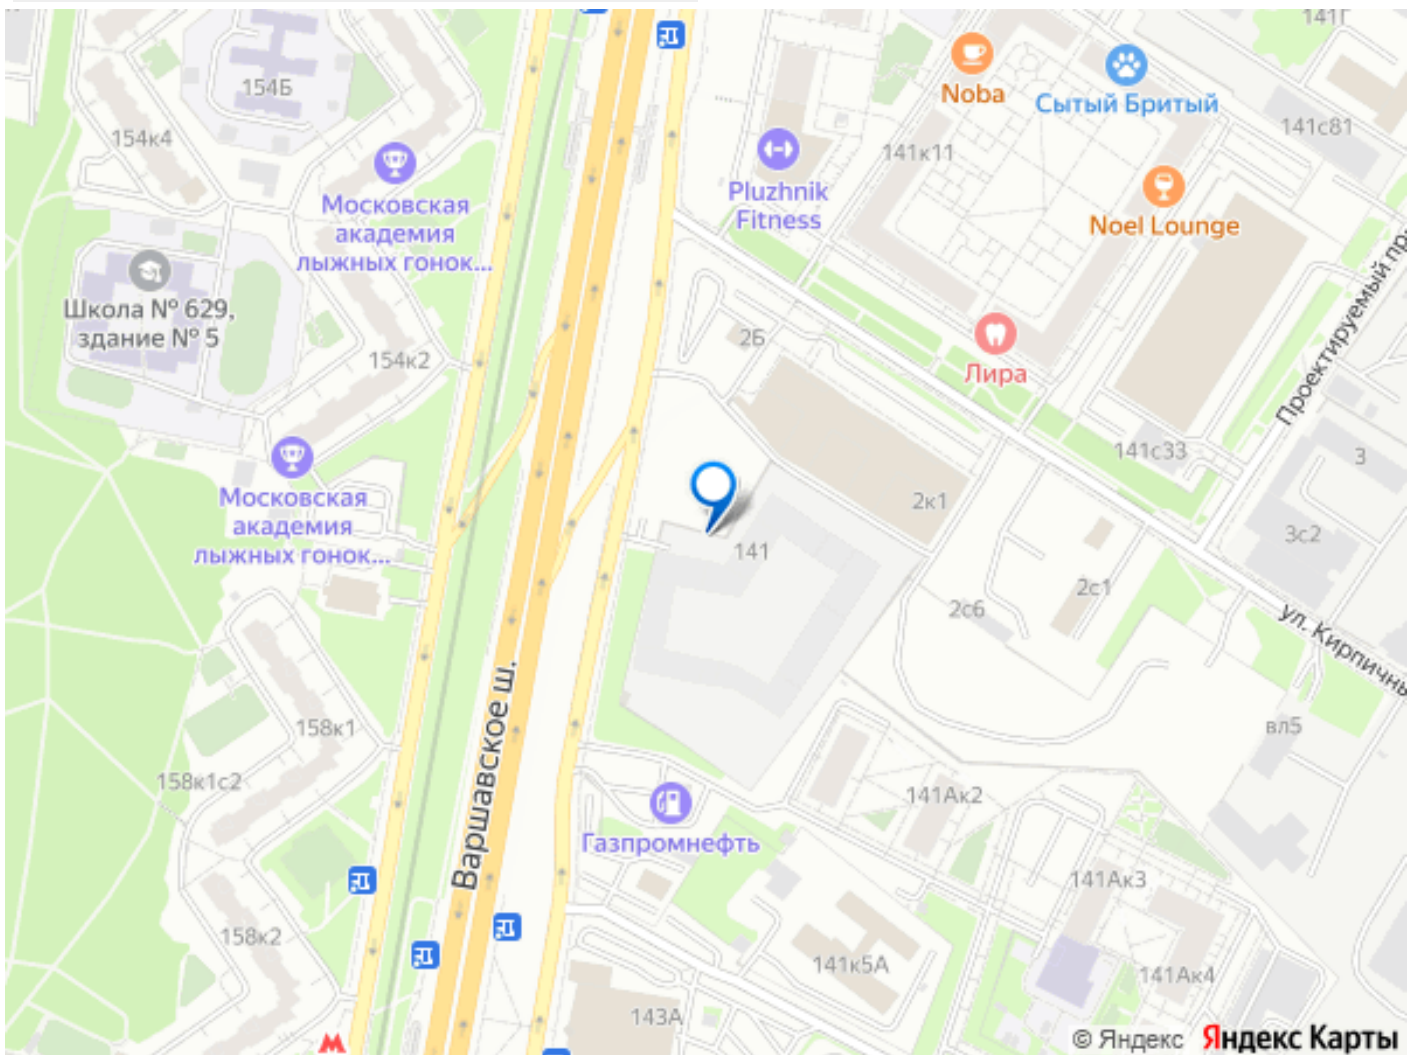 141Г
154Б
Noba
Сытый Бритый
154к4
141с81
141к11
Московская
академия
лыжных гонок...
Pluzhnik
Fitness
Noel Lounge
Школа № 629,
здание № 5
2Б
154к2
Лира
Проектируемый пр
141с33
3
Московская
академия
лыжных гонок...
2к1
141
3с2
2с1
2с6
ул. Кирпичны
Варшавское ш.
158к1
вл5
158к1с2
141Ак2
Газпромнефть
141Ак3
158к2
141к5А
141Ак4
143А
© Яндекс Яндекс Карты